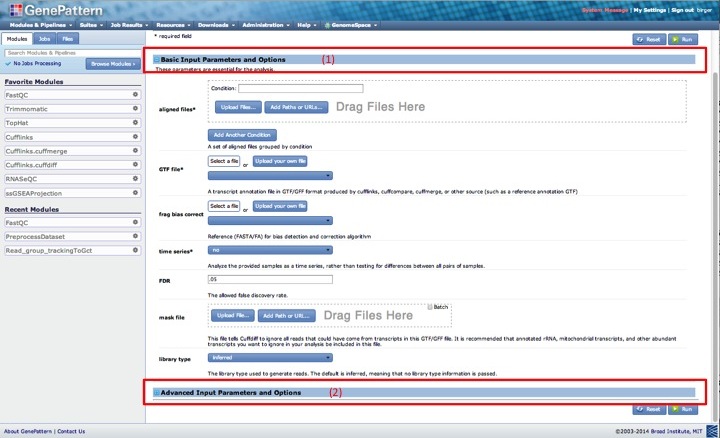 GenePattern
System Message | My Settings | Sign out birger
Modules & Pipelines Suites Job Results Resources Downloads Administration Help GenomeSpace
Modules Jobs Files
Search Modules & Pipelines
No Jobs Processing
Browse Modules
Favorite Modules
FastQC
Trimmomatic
TopHat
Cufflinks
Cufflinks.cuffmerge
Cufflinks.cuffdiff
RNASeQC
ssGSEAProjection
Recent Modules
FastQC
PreprocessDataset
Read_group_trackingToGct
* required field
Reset Run
Basic Input Parameters and Options (1)
These parameters are essential for the analysis.
Condition:
aligned files*
Upload Files... Add Paths or URLs... Drag Files Here
Add Another Condition
A set of aligned files grouped by condition
GTF file*
Select a file or Upload your own file
A transcript annotation file in GTF/GFF format produced by cufflinks, cuffcompare, cuffmerge, or other source (such as a reference annotation GTF)
frag bias correct
Select a file or Upload your own file
Reference (FASTA/FA) for bias detection and correction algorithm
time series* no
Analyze the provided samples as a time series, rather than testing for differences between all pairs of samples.
FDR .05
The allowed false discovery rate.
Batch
mask file
Upload File... Add Path or URL... Drag Files Here
This file tells Cuffdiff to ignore all reads that could have come from transcripts in this GTF/GFF file. It is recommended that annotated rRNA, mitochondrial transcripts, and other abundant
transcripts you want to ignore in your analysis be included in this file.
library type inferred
The library type used to generate reads. The default is inferred, meaning that no library type information is passed.
Advanced Input Parameters and Options (2)
Reset Run
About GenePattern | Contact Us
©2003-2014 Broad Institute, MIT